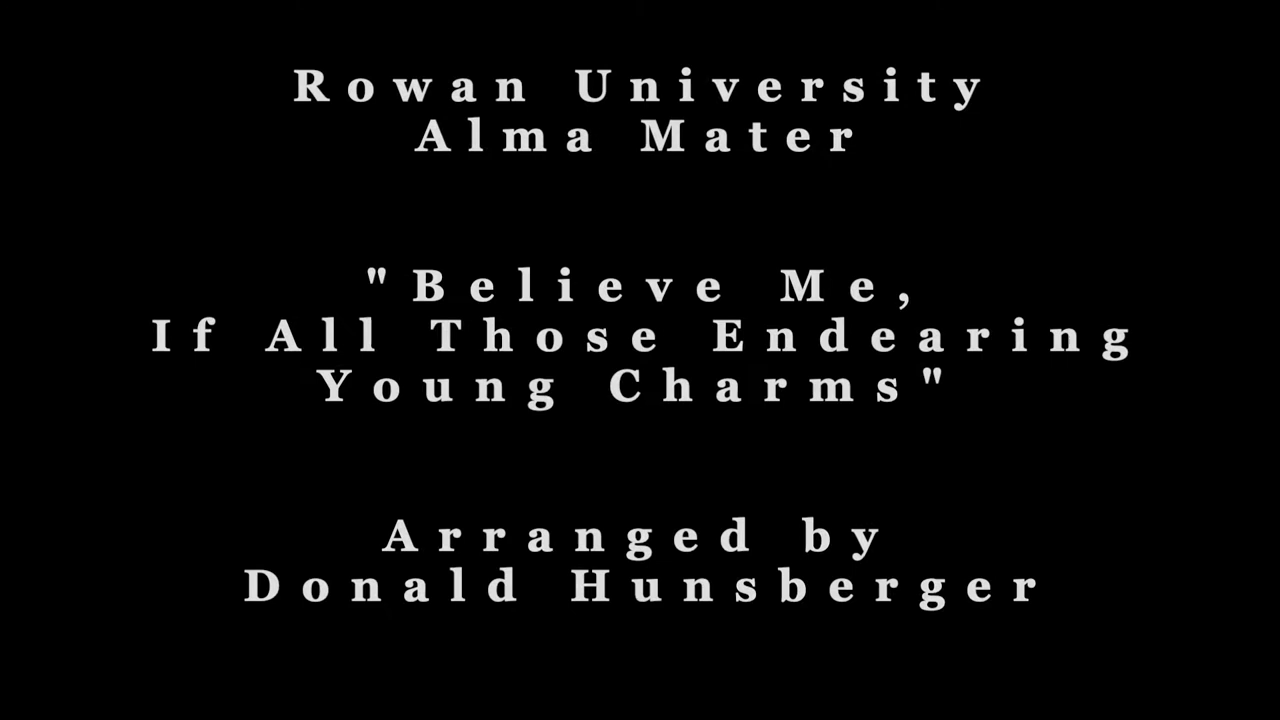 Rowan University
Alma Mater
"Believe Me,
If All Those Endearing
Young Charms"
Arranged by
Donald Hunsberger